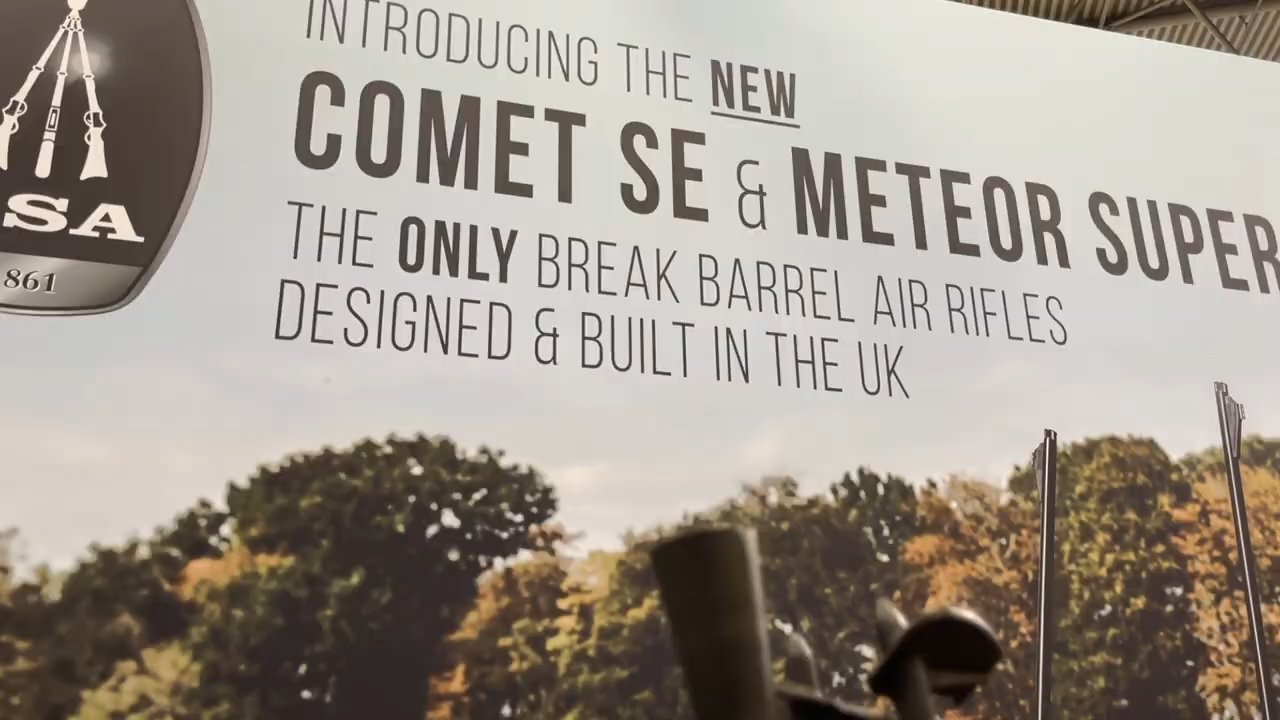 INTRODUCING THE NEW
COMET SE & METEOR SUPER
THE ONLY BREAK BARREL AIR RIFLES
DESIGNED & BUILT IN THE UK
SA
861